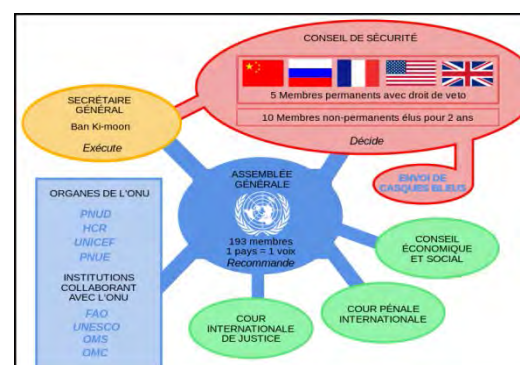 CONSEIL DE SÉCURITÉ
5 Membres permanents avec droit de veto
10 Membres non-permanents élus pour 2 ans
Décide
ENVOI DE
CASQUES BLEUS
SECRÉTAIRE
GÉNÉRAL
Ban Ki-moon
Exécute
ASSEMBLÉE
GÉNÉRALE
193 membres
1 pays = 1 voix
Recommande
ORGANES DE L'ONU
PNUD
HCR
UNICEF
PNUE
INSTITUTIONS
COLLABORANT
AVEC L'ONU
FAO
UNESCO
OMS
OMC
CONSEIL
ÉCONOMIQUE
ET SOCIAL
COUR PÉNALE
INTERNATIONALE
COUR
INTERNATIONALE
DE JUSTICE